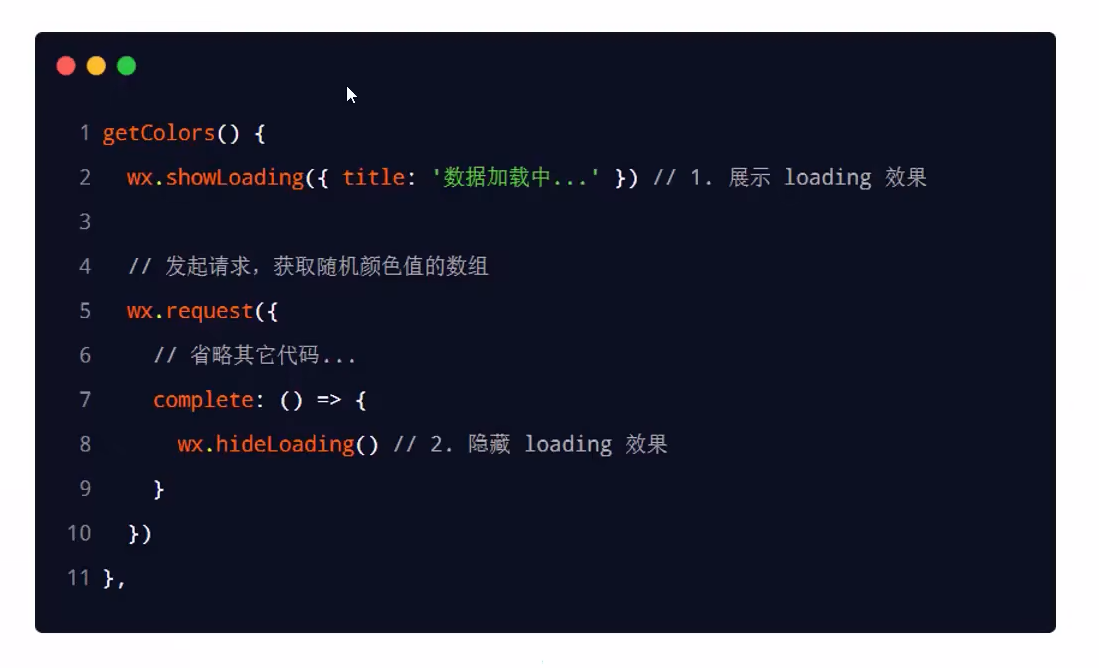 1 getColors() {
2   wx.showLoading({ title: '数据加载中...' }) // 1. 展示 loading 效果
3
4   // 发起请求，获取随机颜色值的数组
5   wx.request({
6     // 省略其它代码...
7     complete: () => {
8       wx.hideLoading() // 2. 隐藏 loading 效果
9     }
10   })
11 },